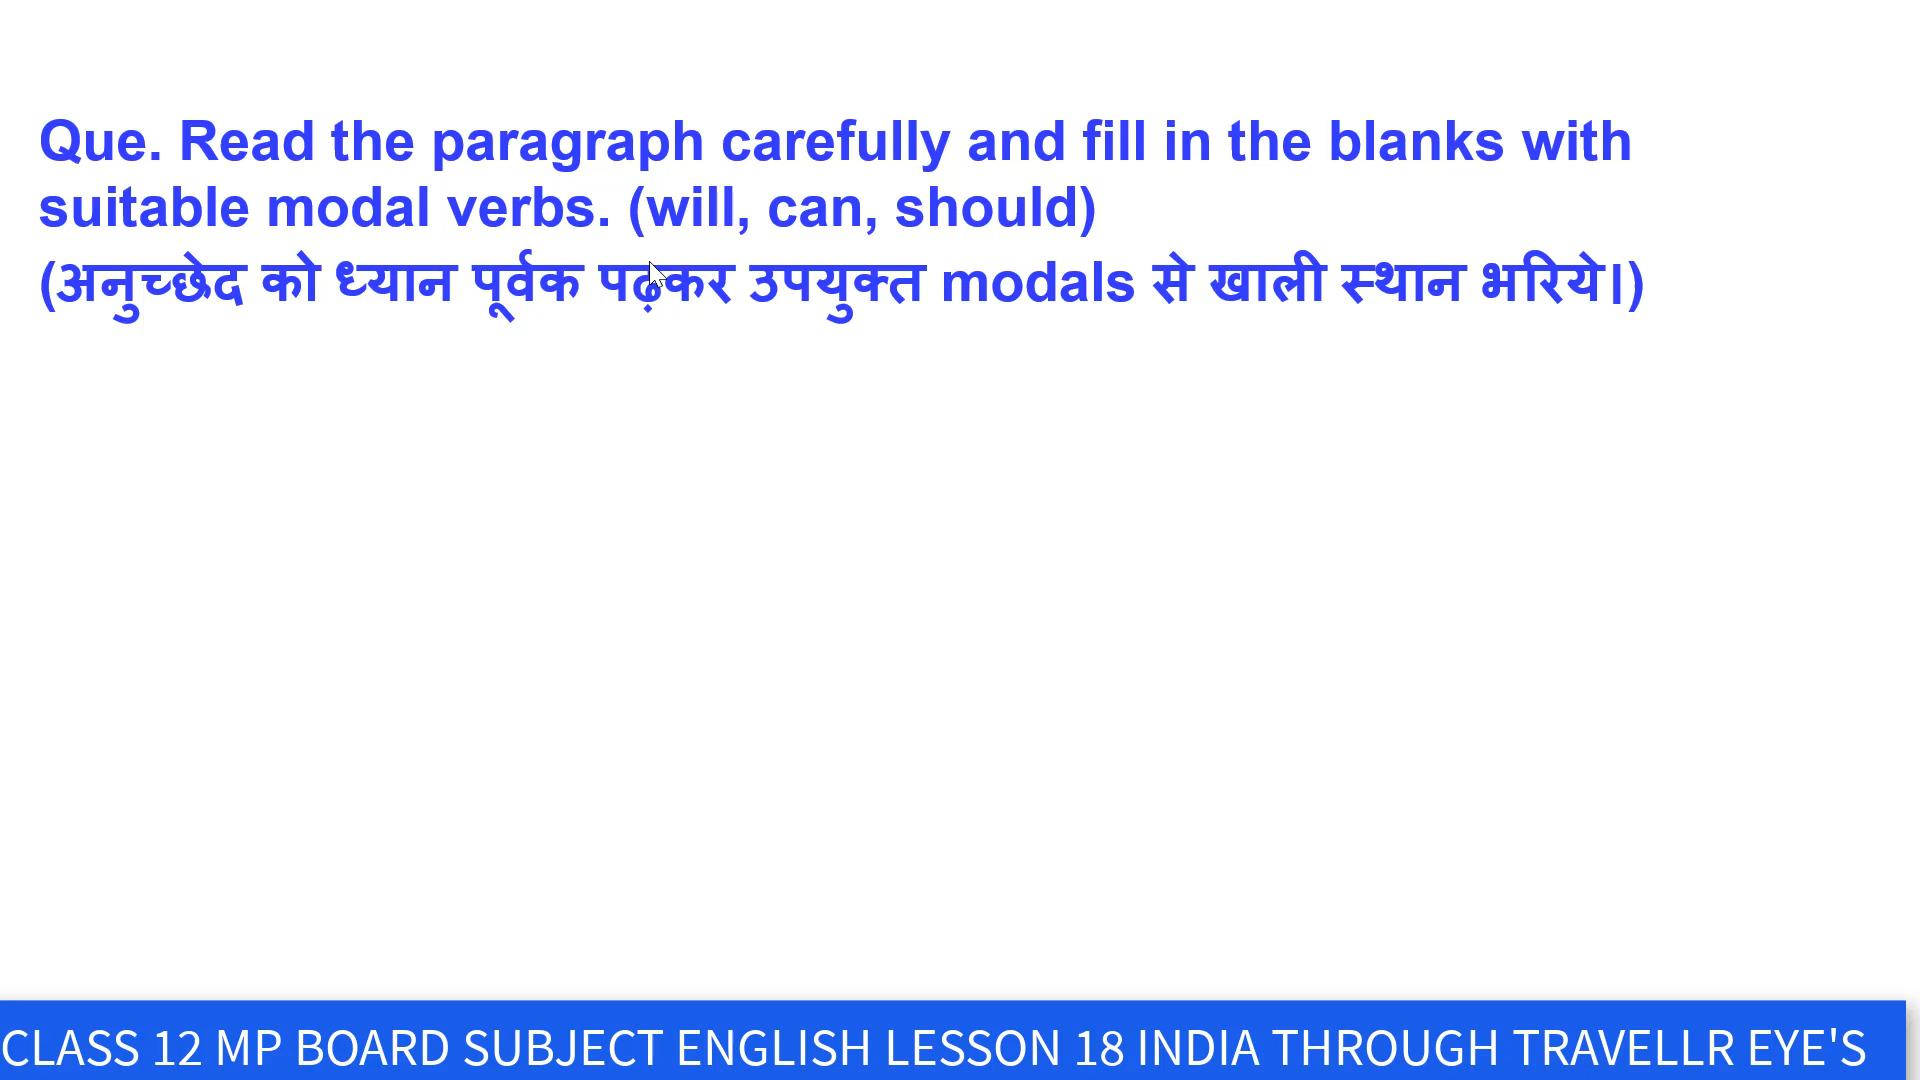 Que. Read the paragraph carefully and fill in the blanks with
suitable modal verbs. (will, can, should)
(अनुच्छेद को ध्यान पूर्वक पढ़कर उपयुक्त modals से खाली स्थान भरिये।)
CLASS 12 MP BOARD SUBJECT ENGLISH LESSON 18 INDIA THROUGH TRAVELLR EYE'S